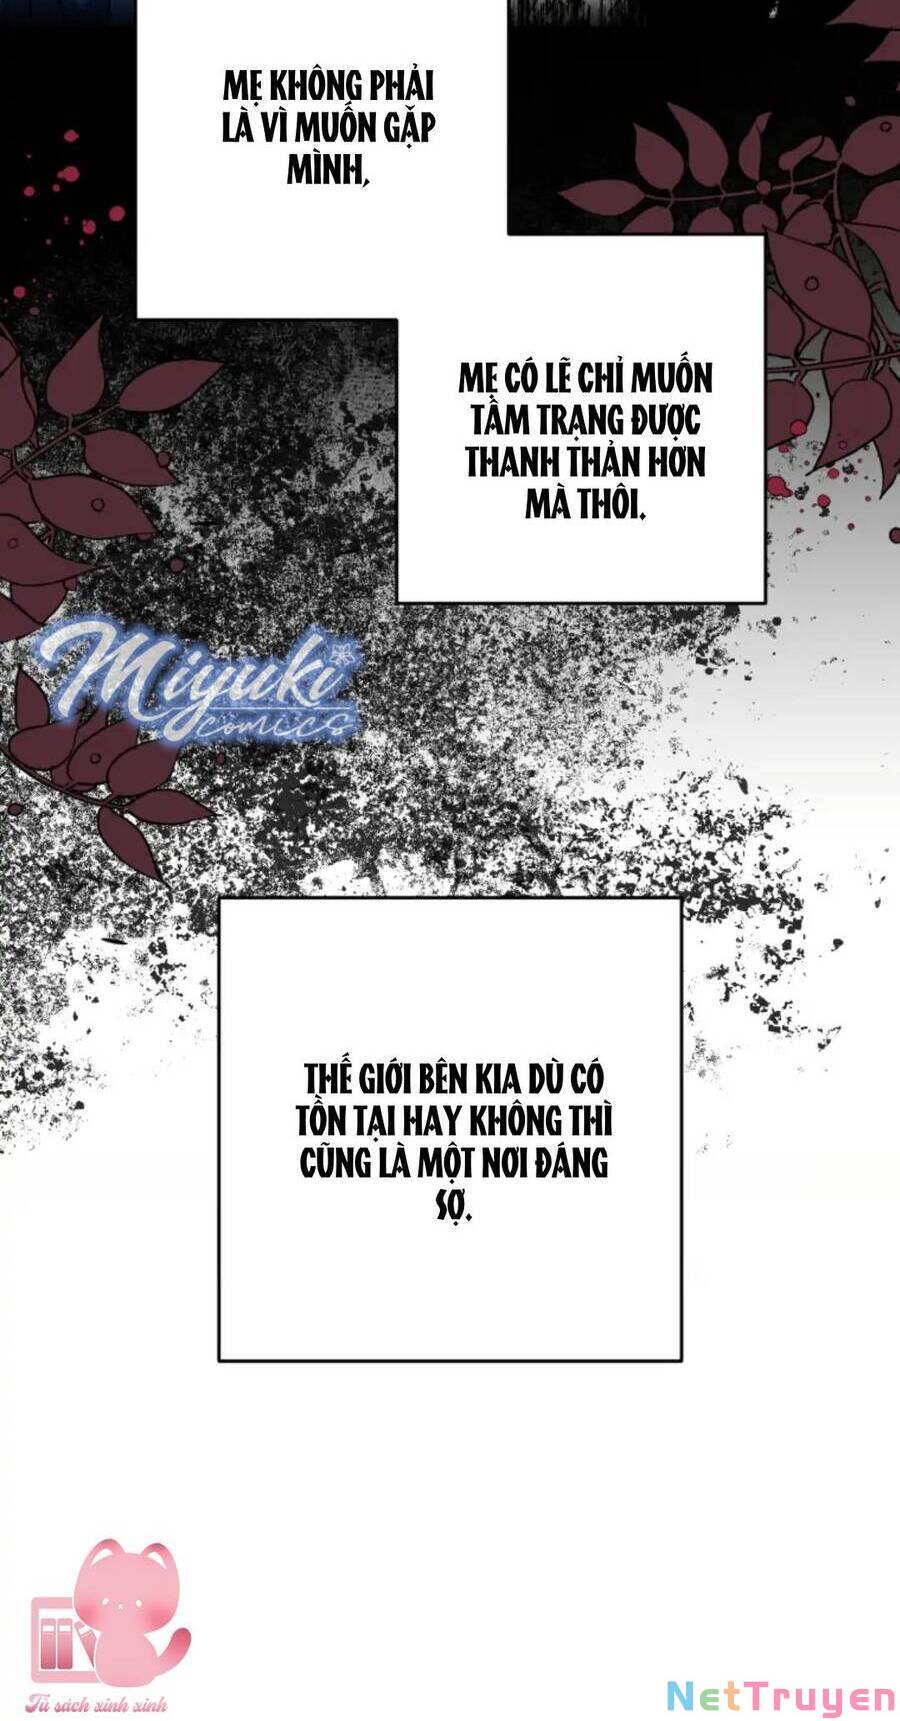 MẸ KHÔNG PHẢI
LÀ VÌ MUỐN GẶP
MÌNH,
MẸ CÓ LẼ CHỈ MUỐN
TÂM TRẠNG ĐƯỢC
THANH THẢN HƠN
MÀ THÔI.
Miyuki
comics
THẾ GIỚI BÊN KIA DÙ CÓ
TỒN TẠI HAY KHÔNG THÌ
CŨNG LÀ MỘT NƠI ĐÁNG
SỢ.
Tủ sách xinh xinh
NetTruyen